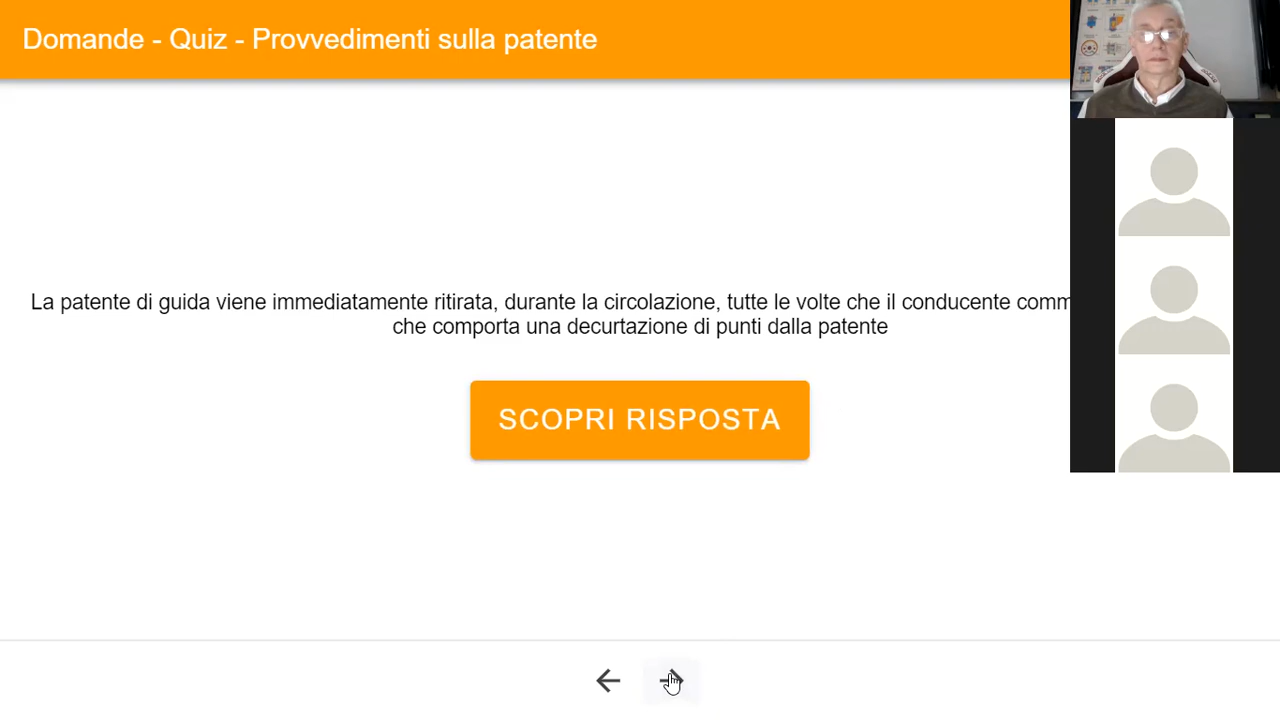 Domande - Quiz - Provvedimenti sulla patente
La patente di guida viene immediatamente ritirata, durante la circolazione, tutte le volte che il conducente
che comporta una decurtazione di punti dalla patente
SCOPRI RISPOSTA